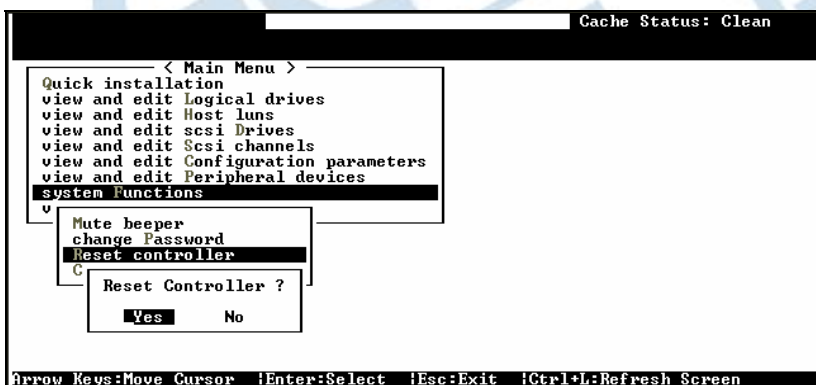 Cache Status: Clean
< Main Menu >
Quick installation
view and edit Logical drives
view and edit Host luns
view and edit scsi Drives
view and edit Scsi channels
view and edit Configuration parameters
view and edit Peripheral devices
system Functions
v
Mute beeper
change Password
Reset controller
C
Reset Controller ?
Yes No
Arrow Keys:Move Cursor |Enter:Select |Esc:Exit |Ctrl+L:Refresh Screen